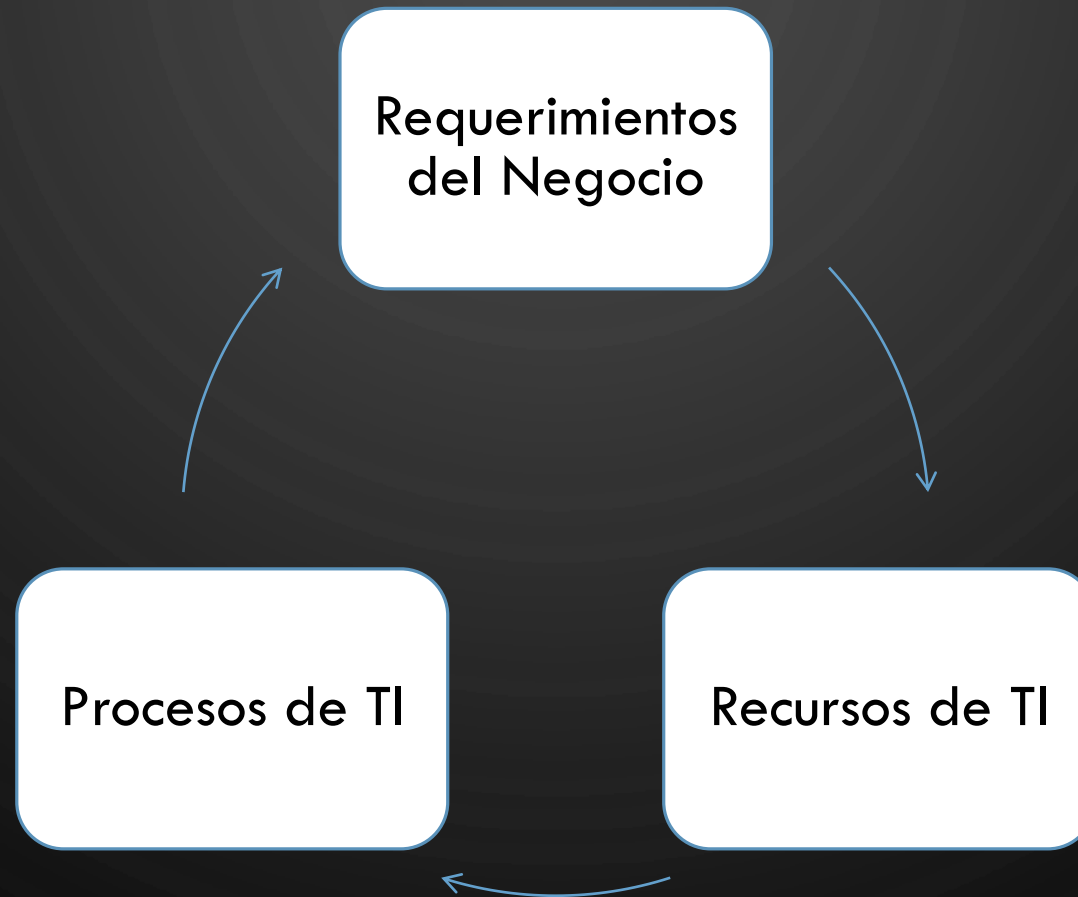 Requerimientos
del Negocio
Procesos de TI
Recursos de TI